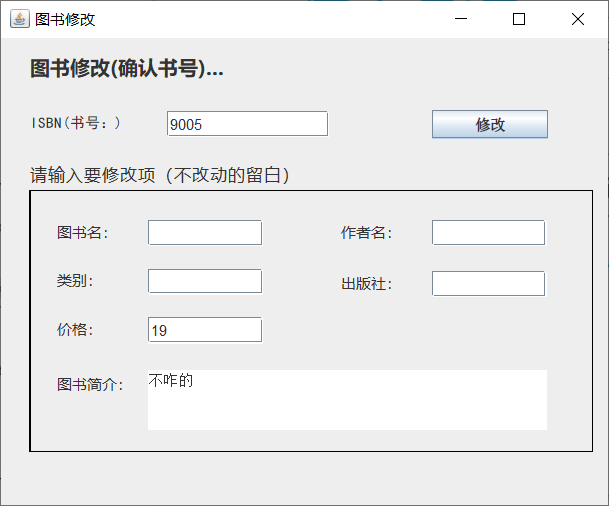 图书修改
图书修改(确认书号)...
ISBN(书号：)
9005
修改
请输入要修改项（不改动的留白）
图书名：
作者名：
类别：
出版社：
价格：
19
图书简介：
不咋的